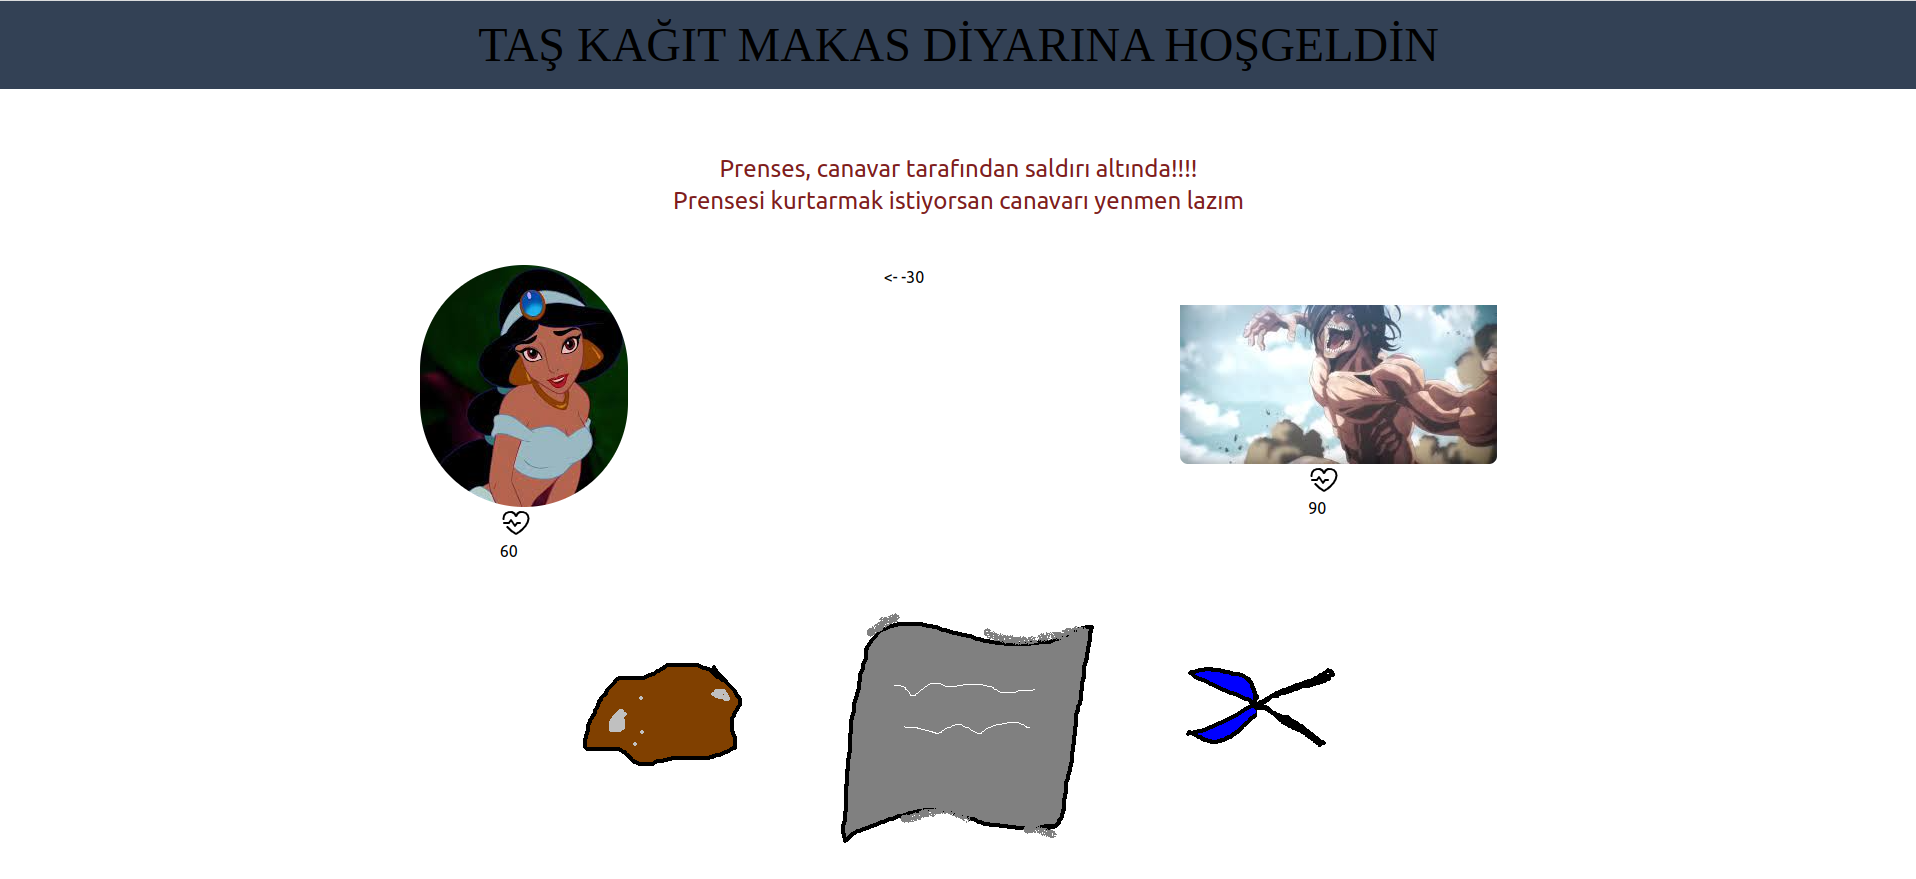 TAŞ KAĞIT MAKAS DİYARINA HOŞGELDİN
Prenses, canavar tarafından saldırı altında!!!!
Prensesi kurtarmak istiyorsan canavarı yenmen lazım
<- -30
90
60